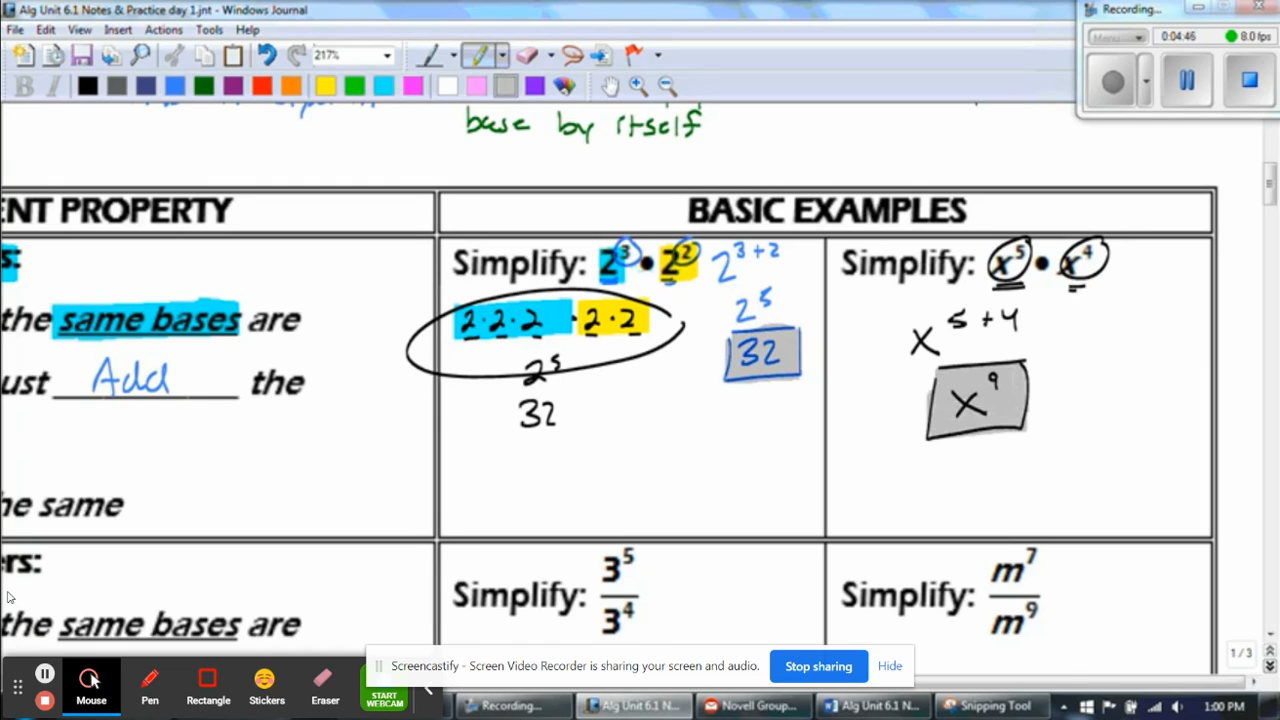 Alg Unit 6.1 Notes & Practice day 1.jnt - Windows Journal
Recording...
File Edit View Insert Actions Tools Help
Menu
0:04:46
8.0 fps
217%
B I
base by itself
ENT PROPERTY
BASIC EXAMPLES
s:
Simplify: 2³ • 2² 2³⁺²
Simplify: x⁵ • x⁴
the same bases are
2·2·2 · 2·2
2⁵
x⁵⁺⁴
32
ust Add the
2⁵
x⁹
32
he same
ers:
Simplify: 3⁵/3⁴
Simplify: m⁷/m⁹
the same bases are
1 / 3
Screencastify - Screen Video Recorder is sharing your screen and audio.
Stop sharing
Hide
Mouse
Pen
Rectangle
Stickers
Eraser
START WEBCAM
Recording...
Alg Unit 6.1 N...
Novell Group...
Alg Unit 6.1 N...
Snipping Tool
1:00 PM